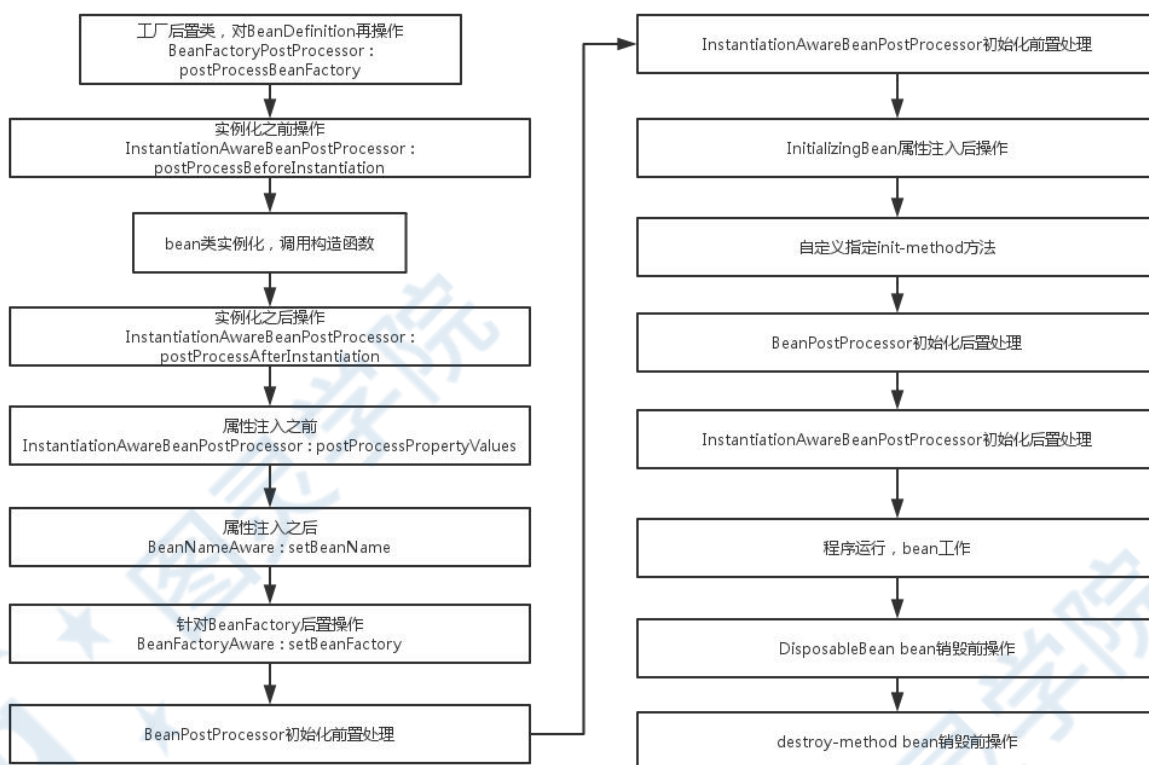 工厂后置类，对BeanDefinition再操作
BeanFactoryPostProcessor：
postProcessBeanFactory
实例化之前操作
InstantiationAwareBeanPostProcessor：
postProcessBeforeInstantiation
bean类实例化，调用构造函数
实例化之后操作
InstantiationAwareBeanPostProcessor：
postProcessAfterInstantiation
属性注入之前
InstantiationAwareBeanPostProcessor：postProcessPropertyValues
属性注入之后
BeanNameAware：setBeanName
针对BeanFactory后置操作
BeanFactoryAware：setBeanFactory
BeanPostProcessor初始化前置处理
InstantiationAwareBeanPostProcessor初始化前置处理
InitializingBean属性注入后操作
自定义指定init-method方法
BeanPostProcessor初始化后置处理
InstantiationAwareBeanPostProcessor初始化后置处理
程序运行，bean工作
DisposableBean bean销毁前操作
destroy-method bean销毁前操作
图灵学院
学院